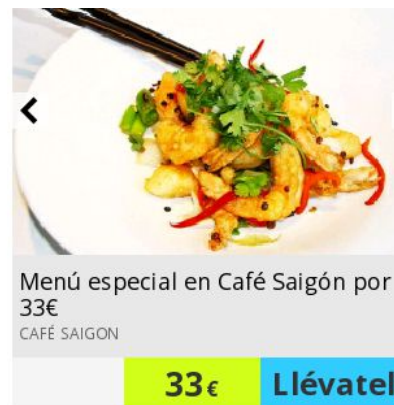 Menú especial en Café Saigón por
33€
CAFÉ SAIGON
33 €
Llévatel